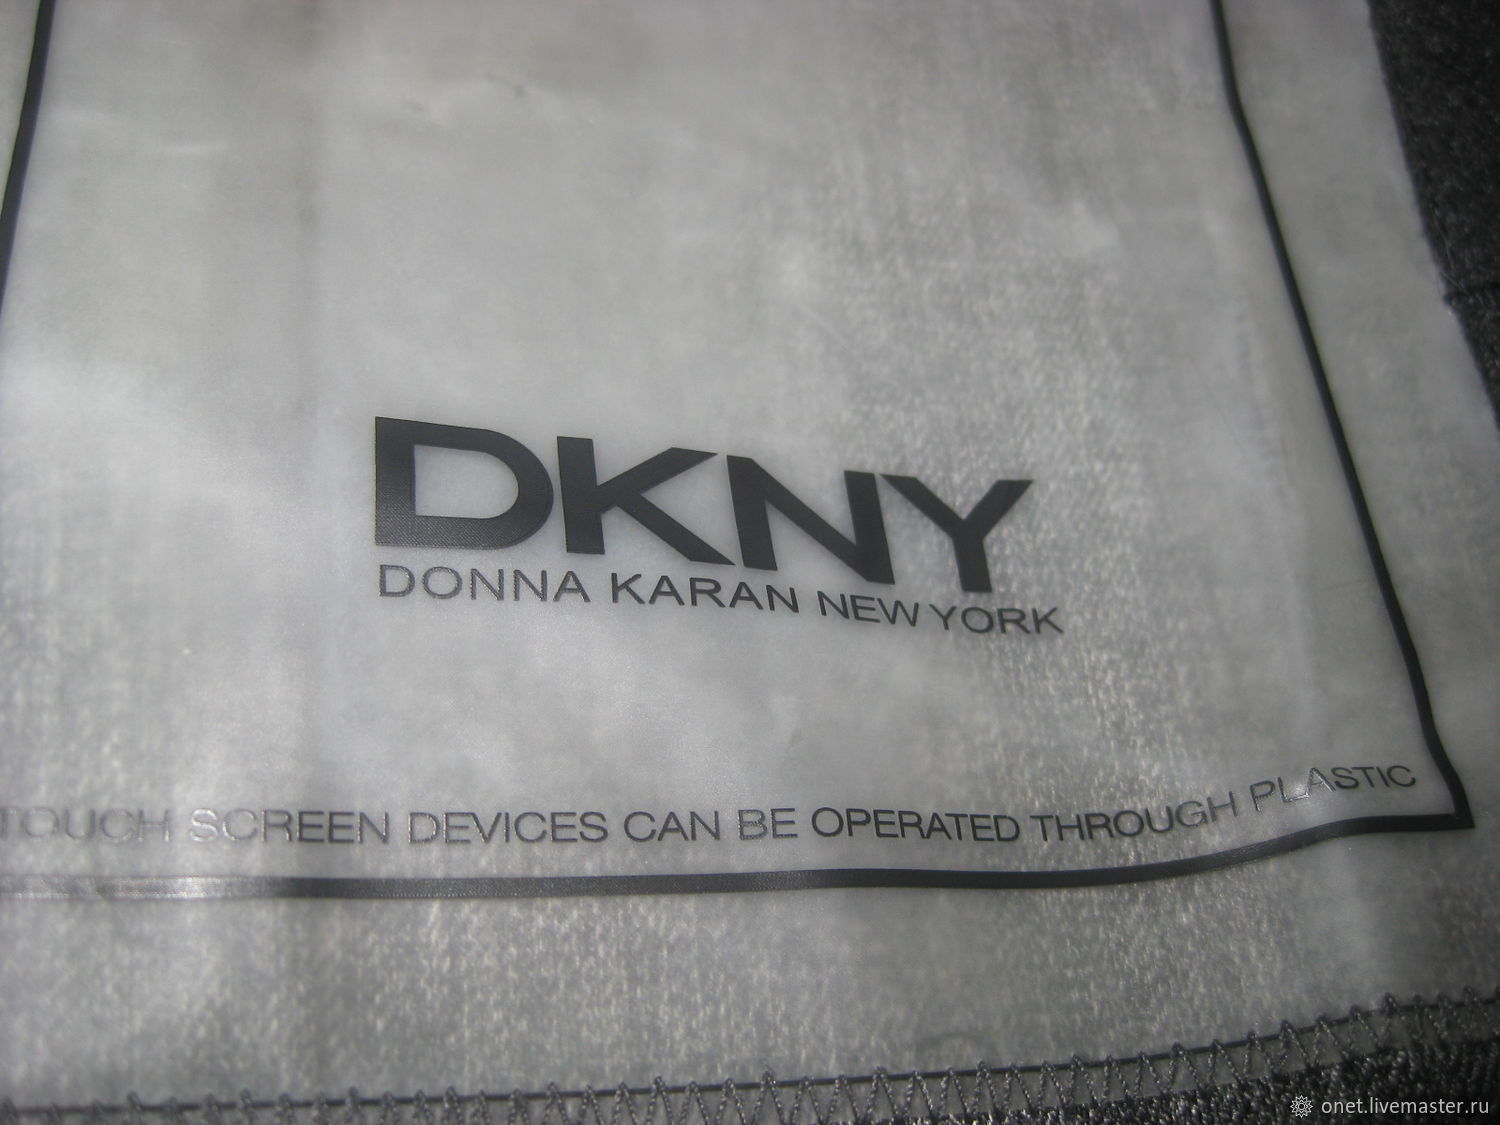 DKNY
DONNA KARAN NEW YORK
TOUCH SCREEN DEVICES CAN BE OPERATED THROUGH PLASTIC
onet.livemaster.ru